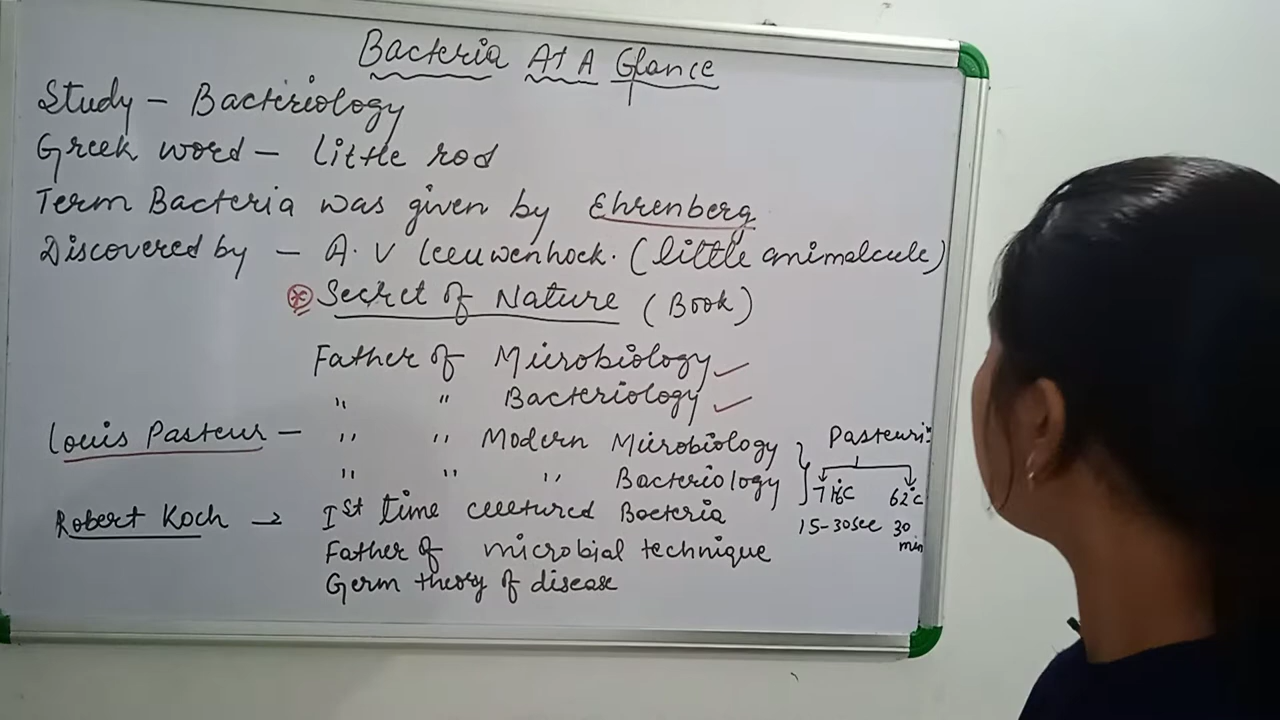 Bacteria At A Glance
Study - Bacteriology
Greek word - little rod
Term Bacteria was given by Ehrenberg
Discovered by - A. V Leeuwenhock. (little animalcule)
Secret of Nature (Book)
Father of Microbiology ✓
" " Bacteriology ✓
Louis Pasteur - " " Modern Microbiology
" " " Bacteriology
Pasteuri
71°C 62°C
15-30sec 30 min
Robert Koch → Ist time cultured Bacteria
Father of microbial technique
Germ theory of disease